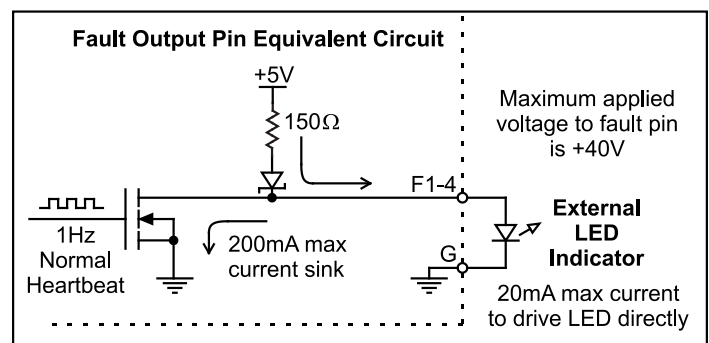 Fault Output Pin Equivalent Circuit
+5V
150Ω
Maximum applied
voltage to fault pin
is +40V
F1-4
External
LED
Indicator
1Hz
Normal
Heartbeat
200mA max
current sink
G
20mA max current
to drive LED directly